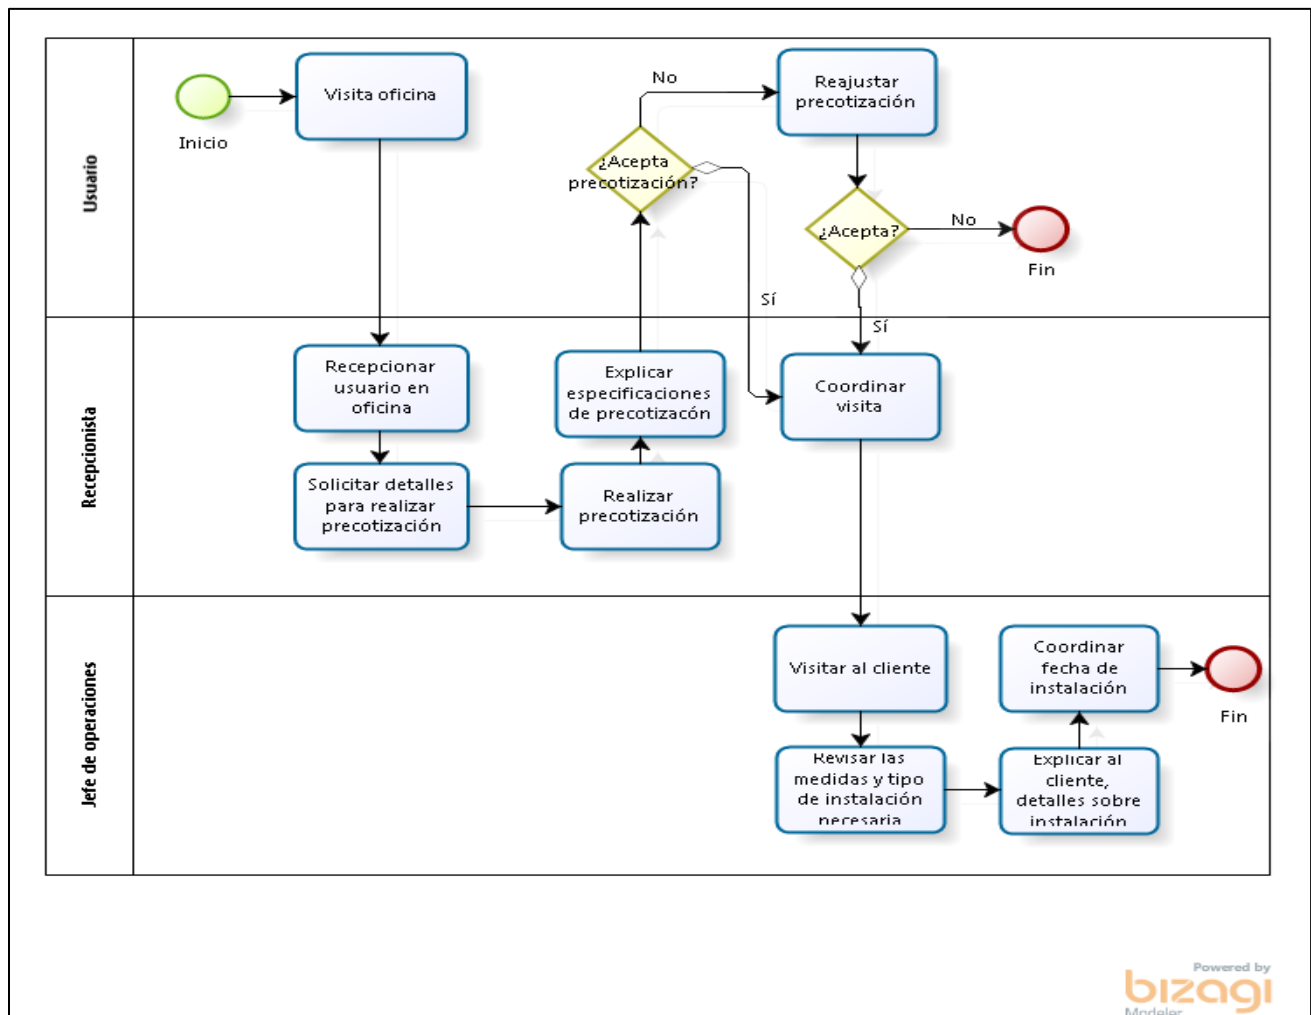 Usuario
Inicio
Visita oficina
¿Acepta
precotización?
No
Sí
Reajustar
precotización
¿Acepta?
No
Fin
Sí
Recepcionista
Recepcionar
usuario en
oficina
Solicitar detalles
para realizar
precotización
Realizar
precotización
Explicar
especificaciones
de precotizacón
Coordinar
visita
Jefe de operaciones
Visitar al cliente
Revisar las
medidas y tipo
de instalación
necesaria
Explicar al
cliente,
detalles sobre
instalación
Coordinar
fecha de
instalación
Fin
Powered by
bizagi
Modeler